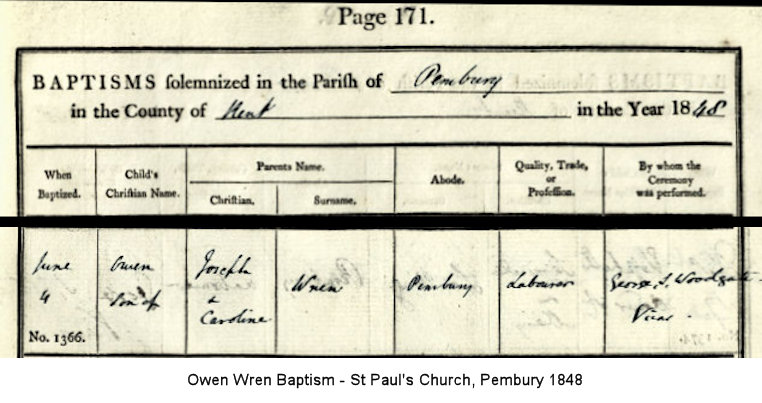 Page 171.
BAPTISMS ſolemnized in the Pariſh of Pembury
in the County of Kent in the Year 1848
When Baptized.
Child's Chriſtian Name.
Parents Name.
Chriſtian.
Surname.
Abode.
Quality, Trade, or Profeſſion.
By whom the Ceremony was performed.
June
4
No. 1366.
Owen
Son of
Joseph
&
Caroline
Wren
Pembury
Labourer
George S. Woodgate
Vicar.
Owen Wren Baptism - St Paul's Church, Pembury 1848